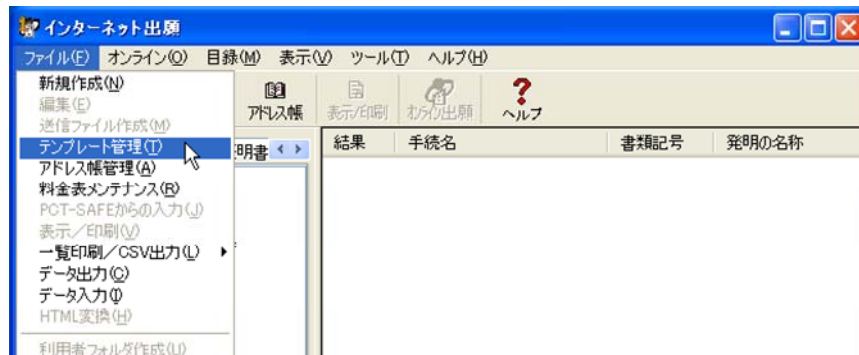 インターネット出願
ファイル(F) オンライン(O) 目録(M) 表示(V) ツール(T) ヘルプ(H)
新規作成(N)
編集(E)
送信ファイル作成(M)
テンプレート管理(T)
アドレス帳管理(A)
料金表メンテナンス(R)
PCT-SAFEからの入力(J)
表示/印刷(V)
一覧印刷/CSV出力(L)
データ出力(C)
データ入力(I)
HTML変換(H)
利用者フォルダ作成(U)
アドレス帳 表示/印刷 オンライン出願 ヘルプ
明書
結果 手続名 書類記号 発明の名称